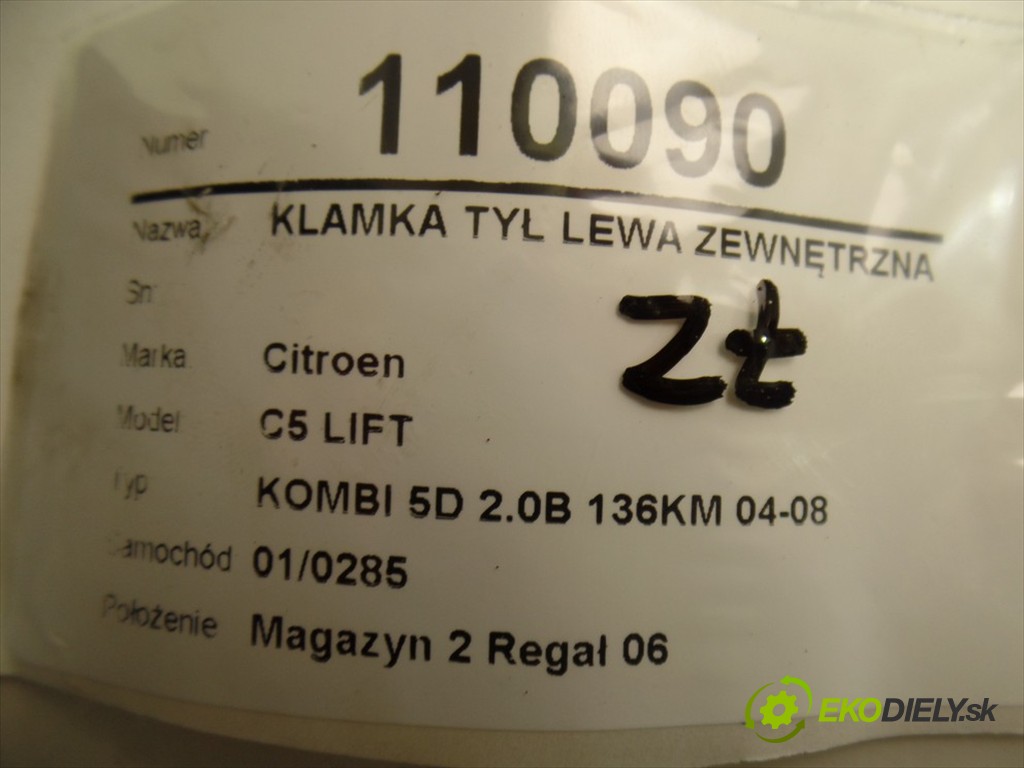 Numer 110090
Nazwa KLAMKA TYŁ LEWA ZEWNĘTRZNA
Sn
Zł
Marka Citroen
Model C5 LIFT
Typ KOMBI 5D 2.0B 136KM 04-08
Samochód 01/0285
Położenie Magazyn 2 Regał 06
EKODIELY.sk